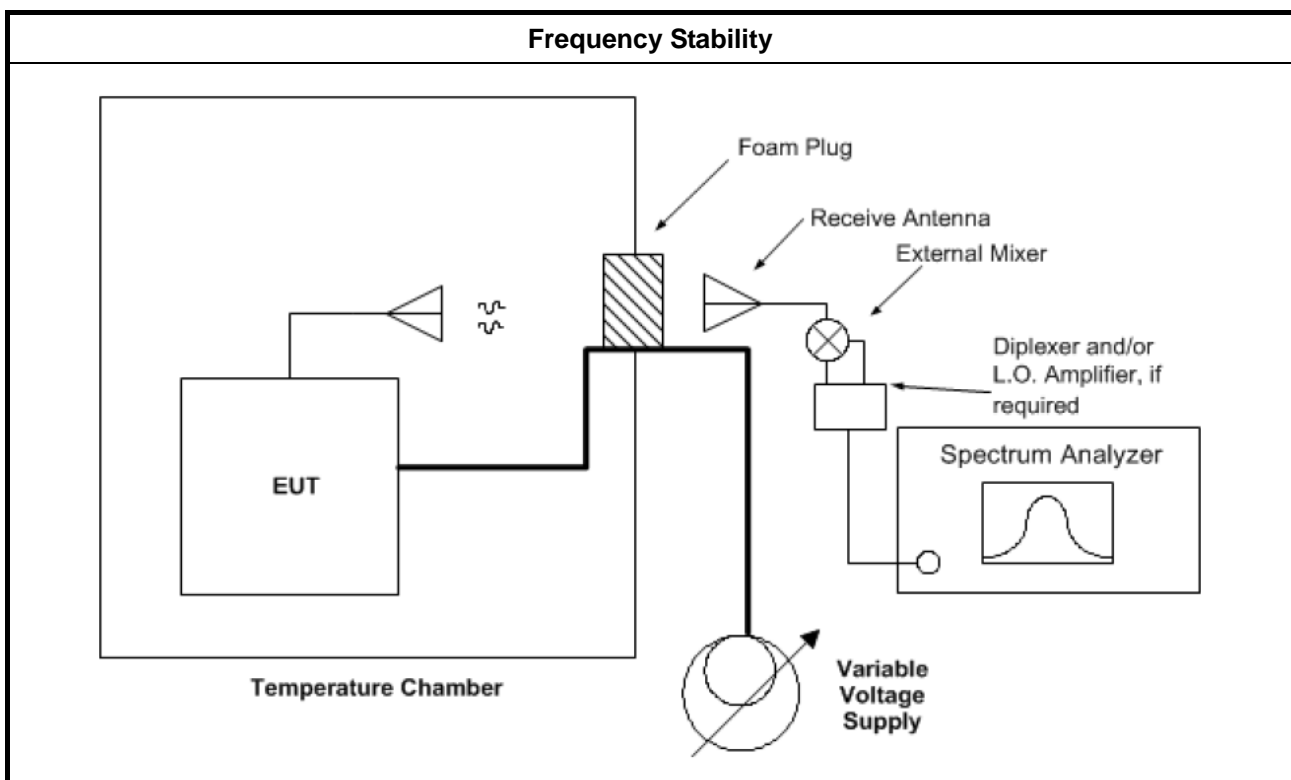 Frequency Stability
Foam Plug
Receive Antenna
External Mixer
Diplexer and/or
L.O. Amplifier, if
required
Spectrum Analyzer
EUT
Temperature Chamber
Variable
Voltage
Supply